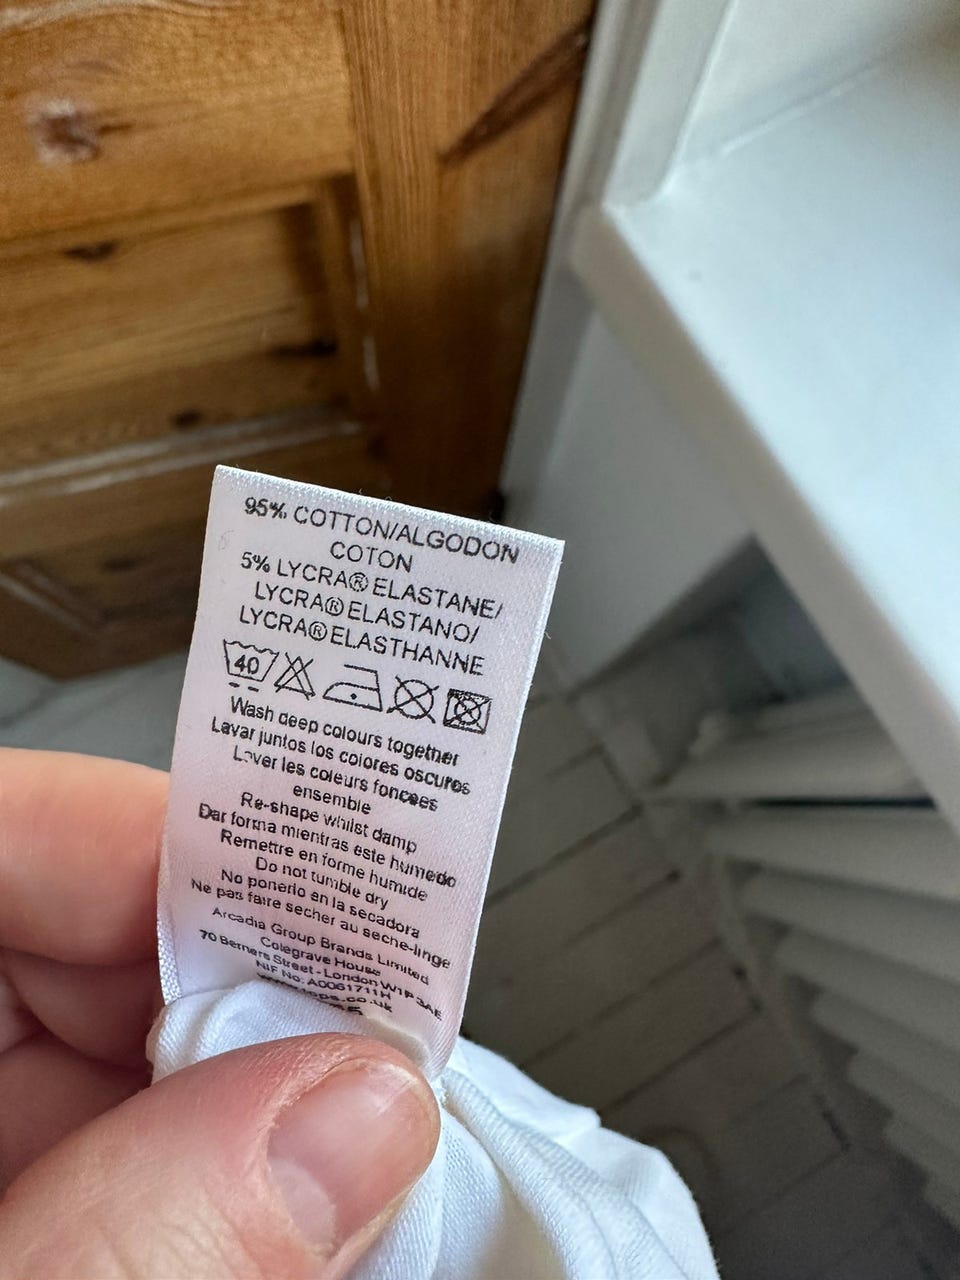 95% COTTON/ALGODON
COTON
5% LYCRA® ELASTANE/
LYCRA® ELASTANO/
LYCRA® ELASTHANNE
40
Wash deep colours together
Lavar juntos los colores oscuros
Laver les coleurs foncees
ensemble
Re-shape whilst damp
Dar forma mientras este humedo
Remettre en forme humide
Do not tumble dry
No ponerlo en la secadora
Ne pas faire secher au seche-linge
Arcadia Group Brands Limited
Colegrave House
70 Berners Street - London W1P 3AE
NIF No: A0061711H